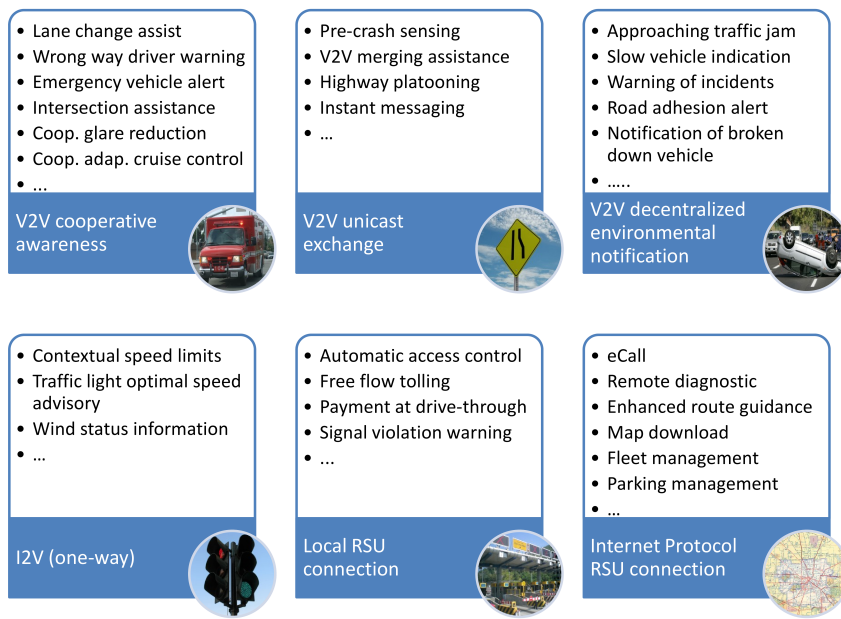 • Lane change assist
• Wrong way driver warning
• Emergency vehicle alert
• Intersection assistance
• Coop. glare reduction
• Coop. adap. cruise control
• ...
V2V cooperative
awareness
• Pre-crash sensing
• V2V merging assistance
• Highway platooning
• Instant messaging
• …
V2V unicast
exchange
• Approaching traffic jam
• Slow vehicle indication
• Warning of incidents
• Road adhesion alert
• Notification of broken
down vehicle
• …..
V2V decentralized
environmental
notification
• Contextual speed limits
• Traffic light optimal speed
advisory
• Wind status information
• …
I2V (one-way)
• Automatic access control
• Free flow tolling
• Payment at drive-through
• Signal violation warning
• ...
Local RSU
connection
• eCall
• Remote diagnostic
• Enhanced route guidance
• Map download
• Fleet management
• Parking management
• …
Internet Protocol
RSU connection